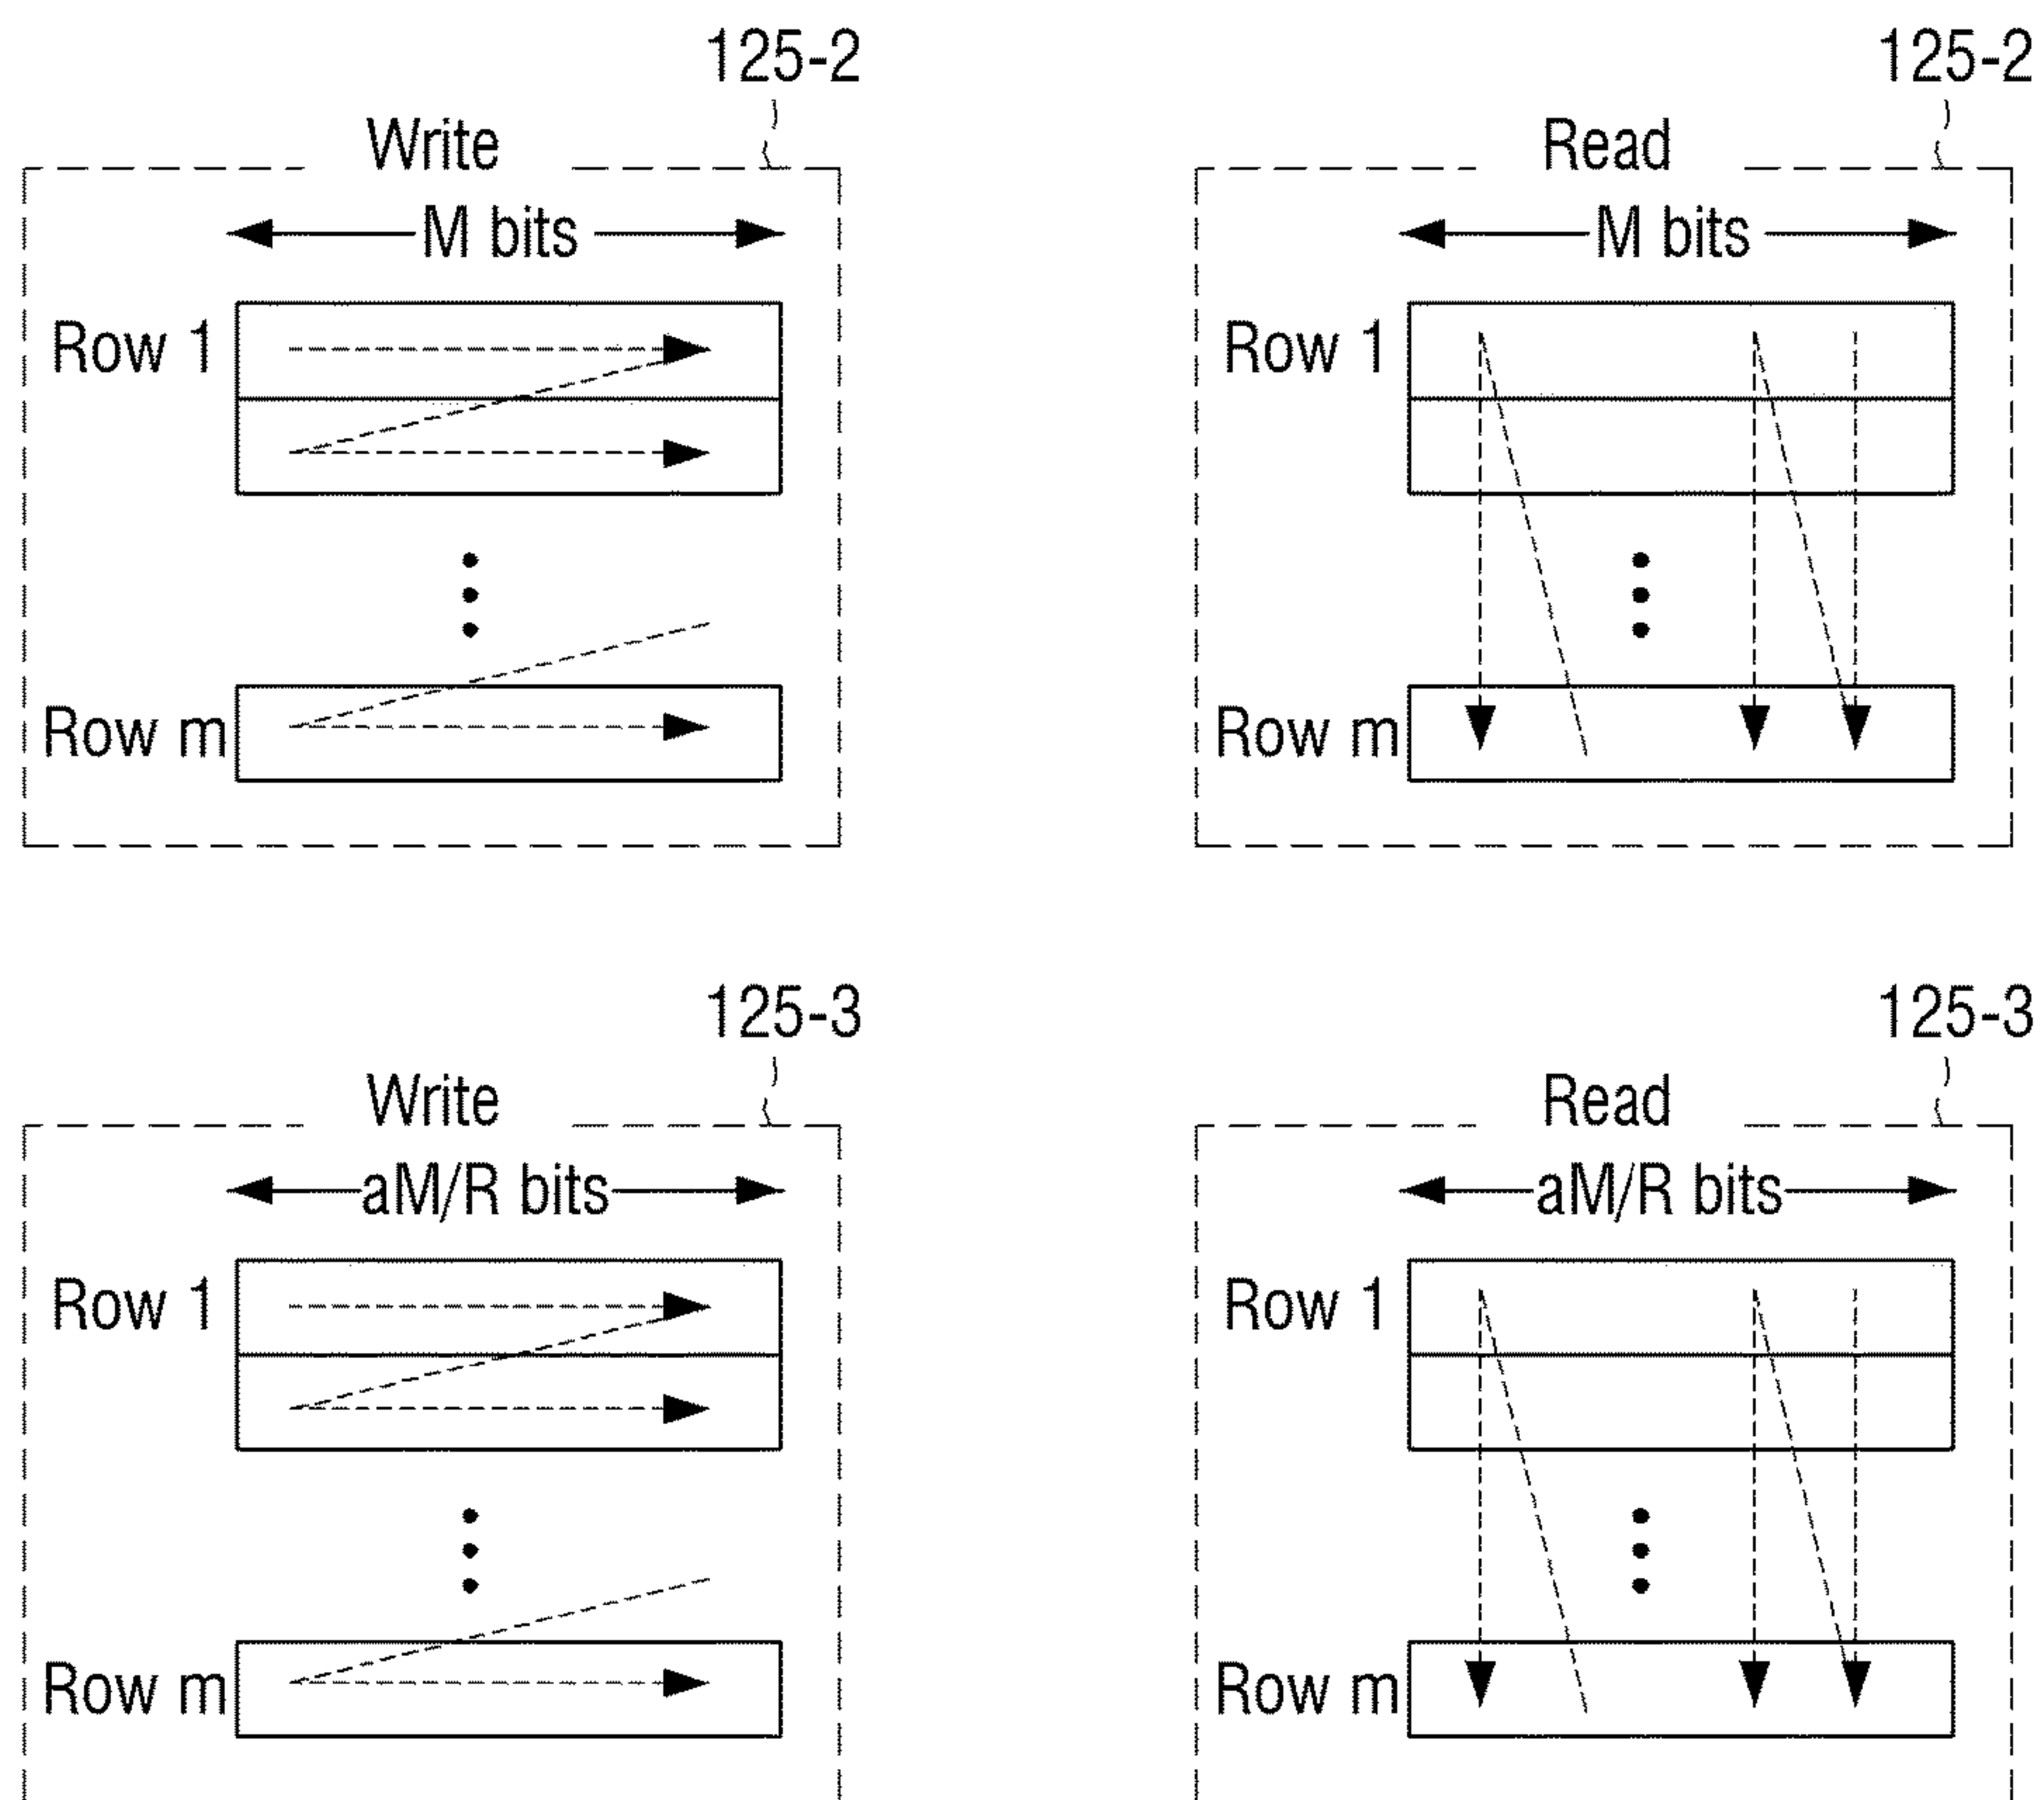 125-2
Write
M bits
Row 1
Row m
125-2
Read
M bits
Row 1
Row m
125-3
Write
aM/R bits
Row 1
Row m
125-3
Read
aM/R bits
Row 1
Row m